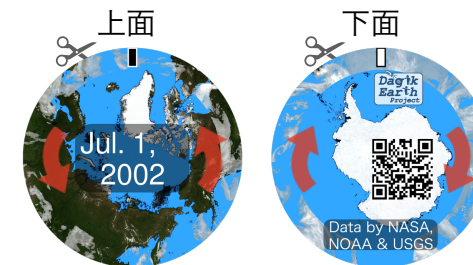 上面
Jul. 1,
2002
下面
Dagik
Earth
Project
Data by NASA,
NOAA & USGS